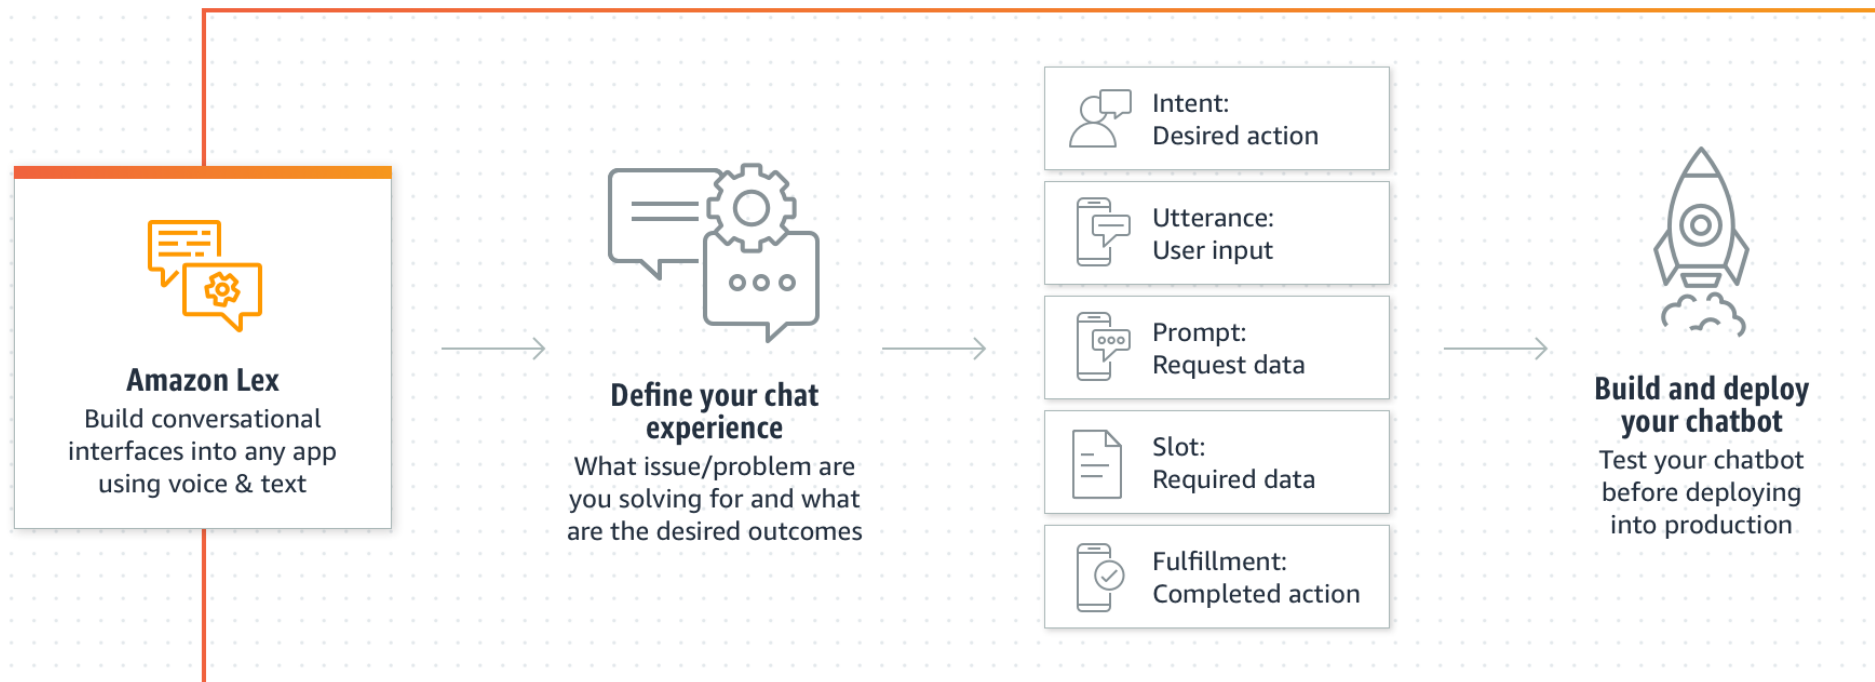 Amazon Lex
Build conversational
interfaces into any app
using voice & text
Define your chat
experience
What issue/problem are
you solving for and what
are the desired outcomes
Intent:
Desired action
Utterance:
User input
Prompt:
Request data
Slot:
Required data
Fulfillment:
Completed action
Build and deploy
your chatbot
Test your chatbot
before deploying
into production